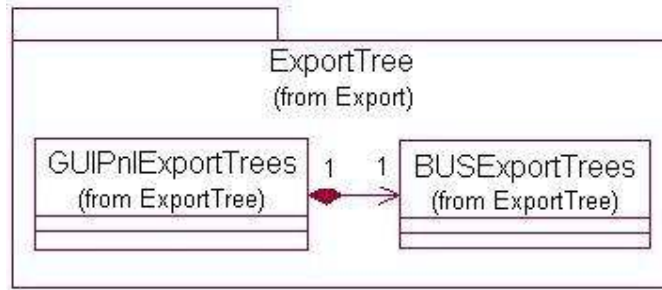 ExportTree
(from Export)
GUIPnlExportTrees
(from ExportTree)
1
1
BUSExportTrees
(from ExportTree)